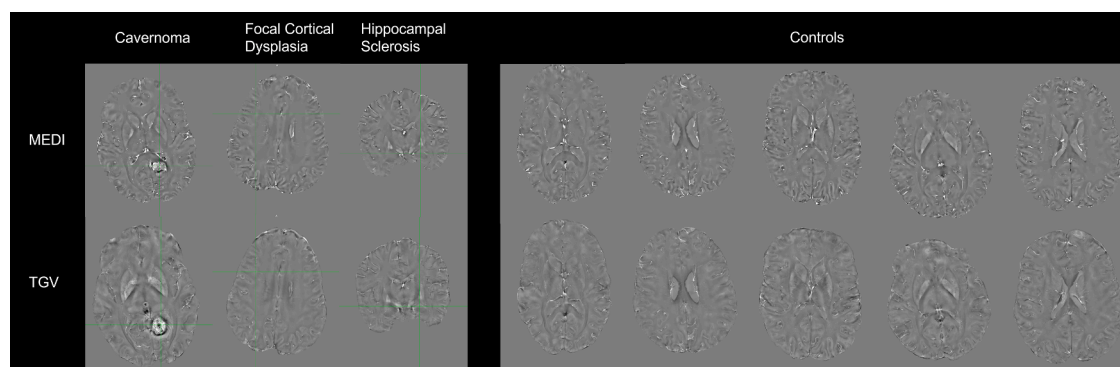 Cavernoma
Focal Cortical
Dysplasia
Hippocampal
Sclerosis
Controls
MEDI
TGV